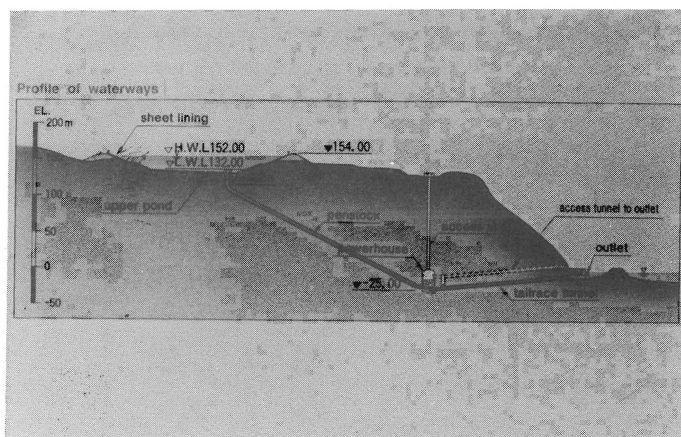 Profile of waterways
EL.
200m
sheet lining
▽H.W.L152.00
▽L.W.L132.00
▼154.00
upper pond
100
penstock
access tunnel to outlet
50
powerhouse
outlet
0
▼-25.00
tailrace tunnel
-50